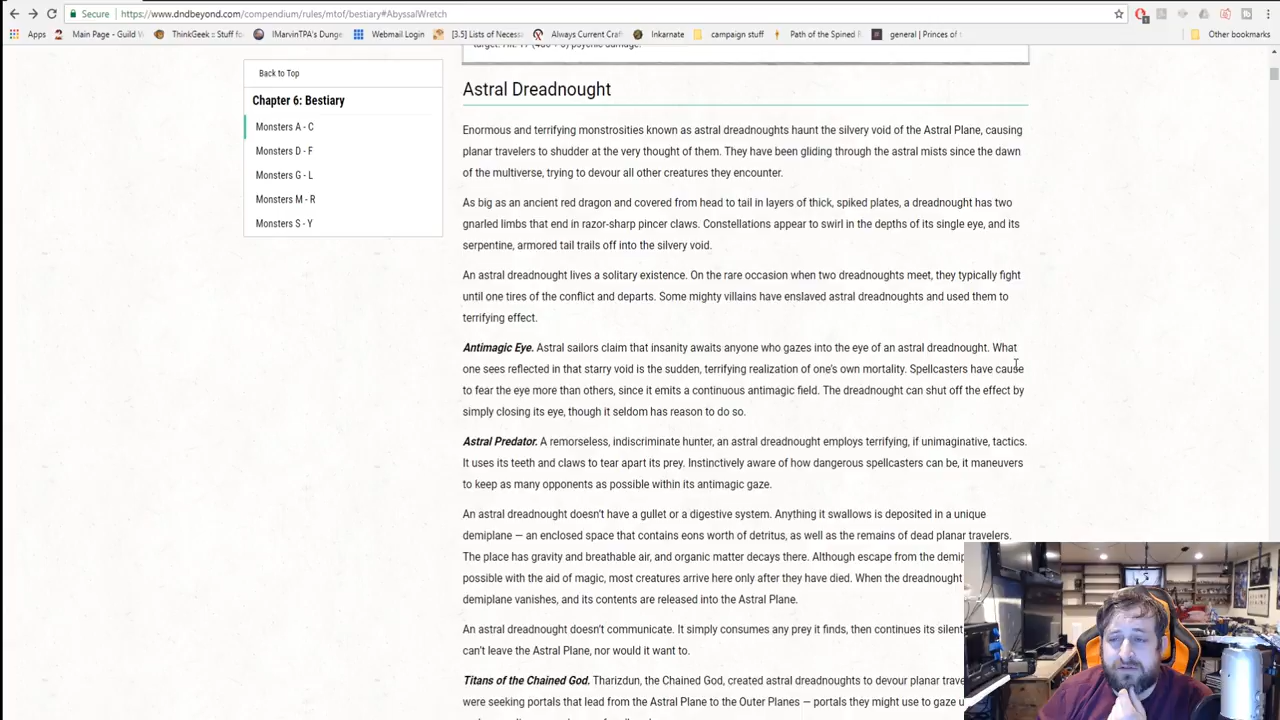 Secure
https://www.dndbeyond.com/compendium/rules/mtof/bestiary#AbyssalWretch
Apps
Main Page - Guild W
ThinkGeek :: Stuff fo
IMarvinTPA's Dunge
Webmail Login
[3.5] Lists of Necess
Always Current Craf
Inkarnate
campaign stuff
Path of the Spined R
general | Princes of t
Other bookmarks
psychic damage.
Back to Top
Chapter 6: Bestiary
Monsters A - C
Monsters D - F
Monsters G - L
Monsters M - R
Monsters S - Y
Astral Dreadnought
Enormous and terrifying monstrosities known as astral dreadnoughts haunt the silvery void of the Astral Plane, causing
planar travelers to shudder at the very thought of them. They have been gliding through the astral mists since the dawn
of the multiverse, trying to devour all other creatures they encounter.
As big as an ancient red dragon and covered from head to tail in layers of thick, spiked plates, a dreadnought has two
gnarled limbs that end in razor-sharp pincer claws. Constellations appear to swirl in the depths of its single eye, and its
serpentine, armored tail trails off into the silvery void.
An astral dreadnought lives a solitary existence. On the rare occasion when two dreadnoughts meet, they typically fight
until one tires of the conflict and departs. Some mighty villains have enslaved astral dreadnoughts and used them to
terrifying effect.
Antimagic Eye. Astral sailors claim that insanity awaits anyone who gazes into the eye of an astral dreadnought. What
one sees reflected in that starry void is the sudden, terrifying realization of one's own mortality. Spellcasters have cause
to fear the eye more than others, since it emits a continuous antimagic field. The dreadnought can shut off the effect by
simply closing its eye, though it seldom has reason to do so.
Astral Predator. A remorseless, indiscriminate hunter, an astral dreadnought employs terrifying, if unimaginative, tactics.
It uses its teeth and claws to tear apart its prey. Instinctively aware of how dangerous spellcasters can be, it maneuvers
to keep as many opponents as possible within its antimagic gaze.
An astral dreadnought doesn't have a gullet or a digestive system. Anything it swallows is deposited in a unique
demiplane — an enclosed space that contains eons worth of detritus, as well as the remains of dead planar travelers.
The place has gravity and breathable air, and organic matter decays there. Although escape from the demip
possible with the aid of magic, most creatures arrive here only after they have died. When the dreadnought
demiplane vanishes, and its contents are released into the Astral Plane.
An astral dreadnought doesn't communicate. It simply consumes any prey it finds, then continues its silent
can't leave the Astral Plane, nor would it want to.
Titans of the Chained God. Tharizdun, the Chained God, created astral dreadnoughts to devour planar trave
were seeking portals that lead from the Astral Plane to the Outer Planes — portals they might use to gaze u